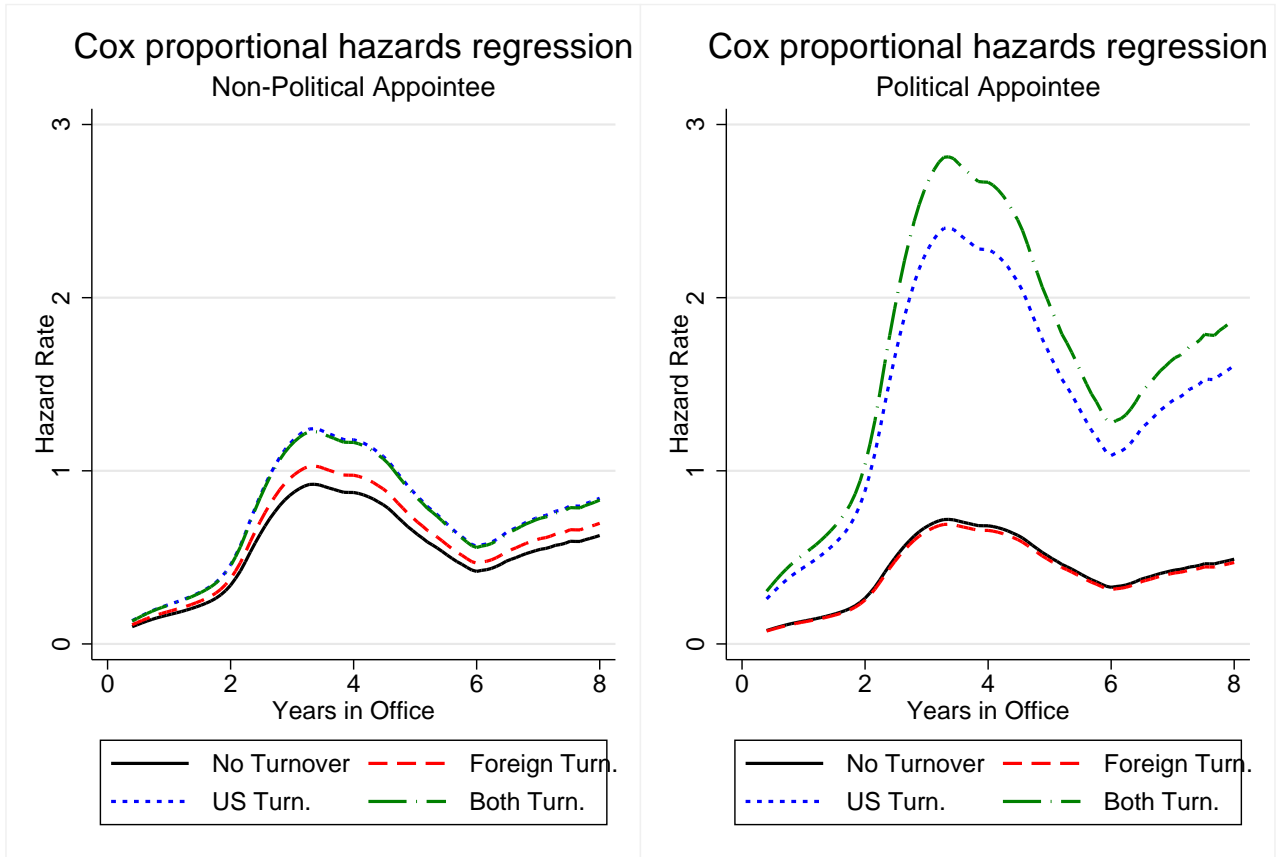 Cox proportional hazards regression
Non-Political Appointee
3
2
1
0
Hazard Rate
0 2 4 6 8
Years in Office
No Turnover Foreign Turn.
US Turn. Both Turn.
Cox proportional hazards regression
Political Appointee
3
2
1
0
Hazard Rate
0 2 4 6 8
Years in Office
No Turnover Foreign Turn.
US Turn. Both Turn.